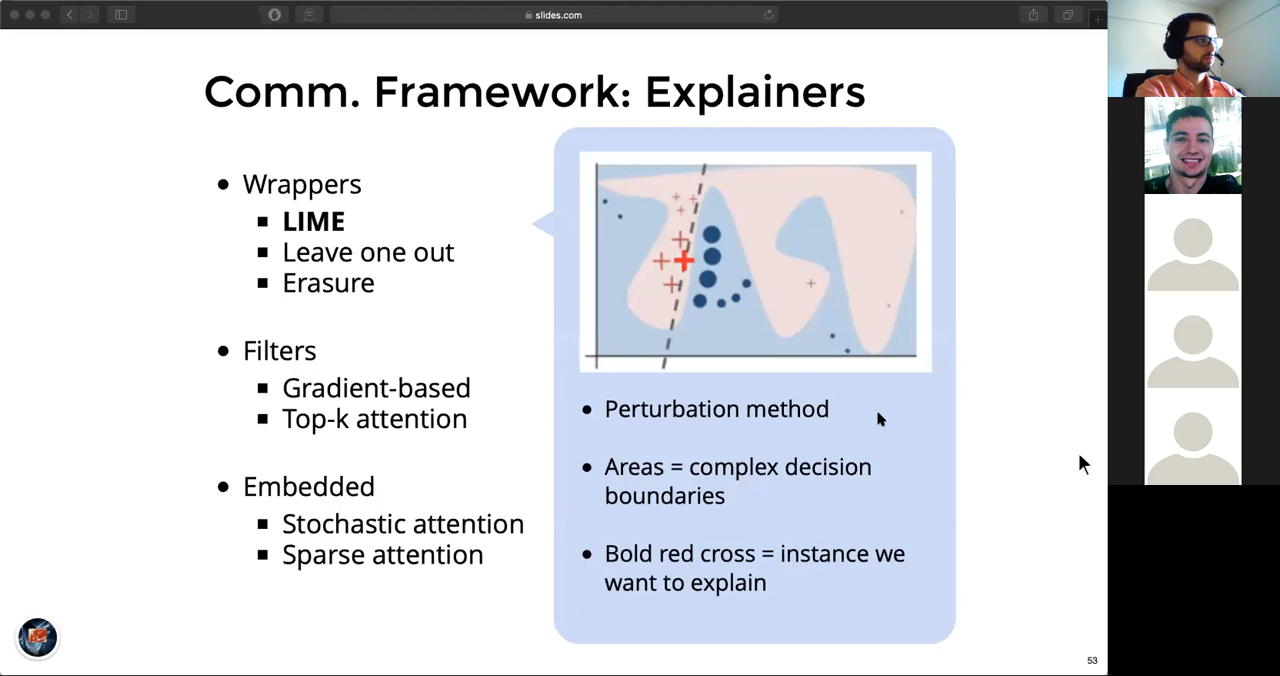 slides.com
Comm. Framework: Explainers
• Wrappers
▪ LIME
▪ Leave one out
▪ Erasure
• Filters
▪ Gradient-based
▪ Top-k attention
• Embedded
▪ Stochastic attention
▪ Sparse attention
• Perturbation method
• Areas = complex decision
boundaries
• Bold red cross = instance we
want to explain
53